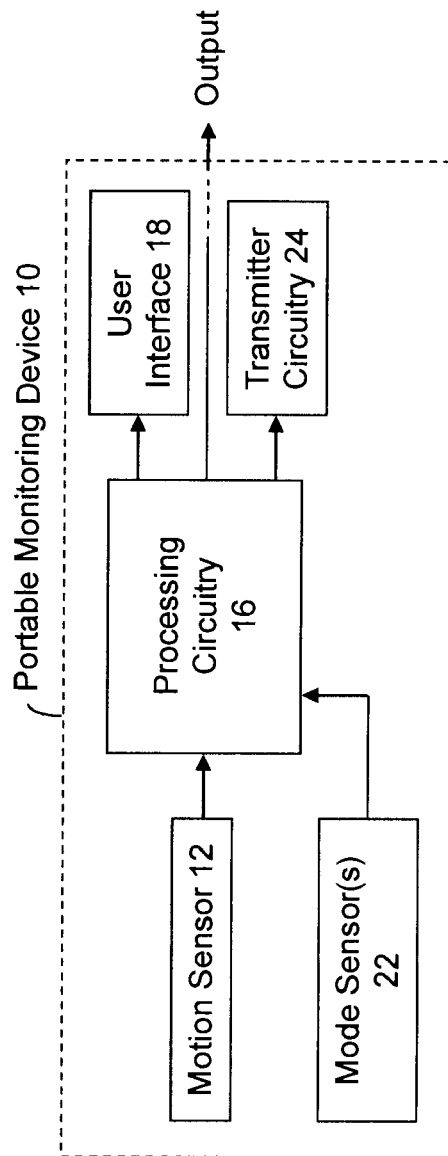 Portable Monitoring Device 10
Motion Sensor 12
Mode Sensor(s)
22
Processing
Circuitry
16
User
Interface 18
Transmitter
Circuitry 24
Output